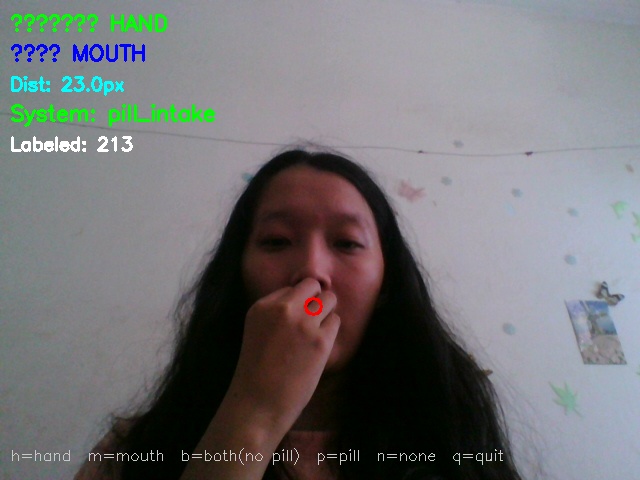 ??????? HAND
???? MOUTH
Dist: 23.0px
System: pill_intake
Labeled: 213
h=hand m=mouth b=both(no pill) p=pill n=none q=quit